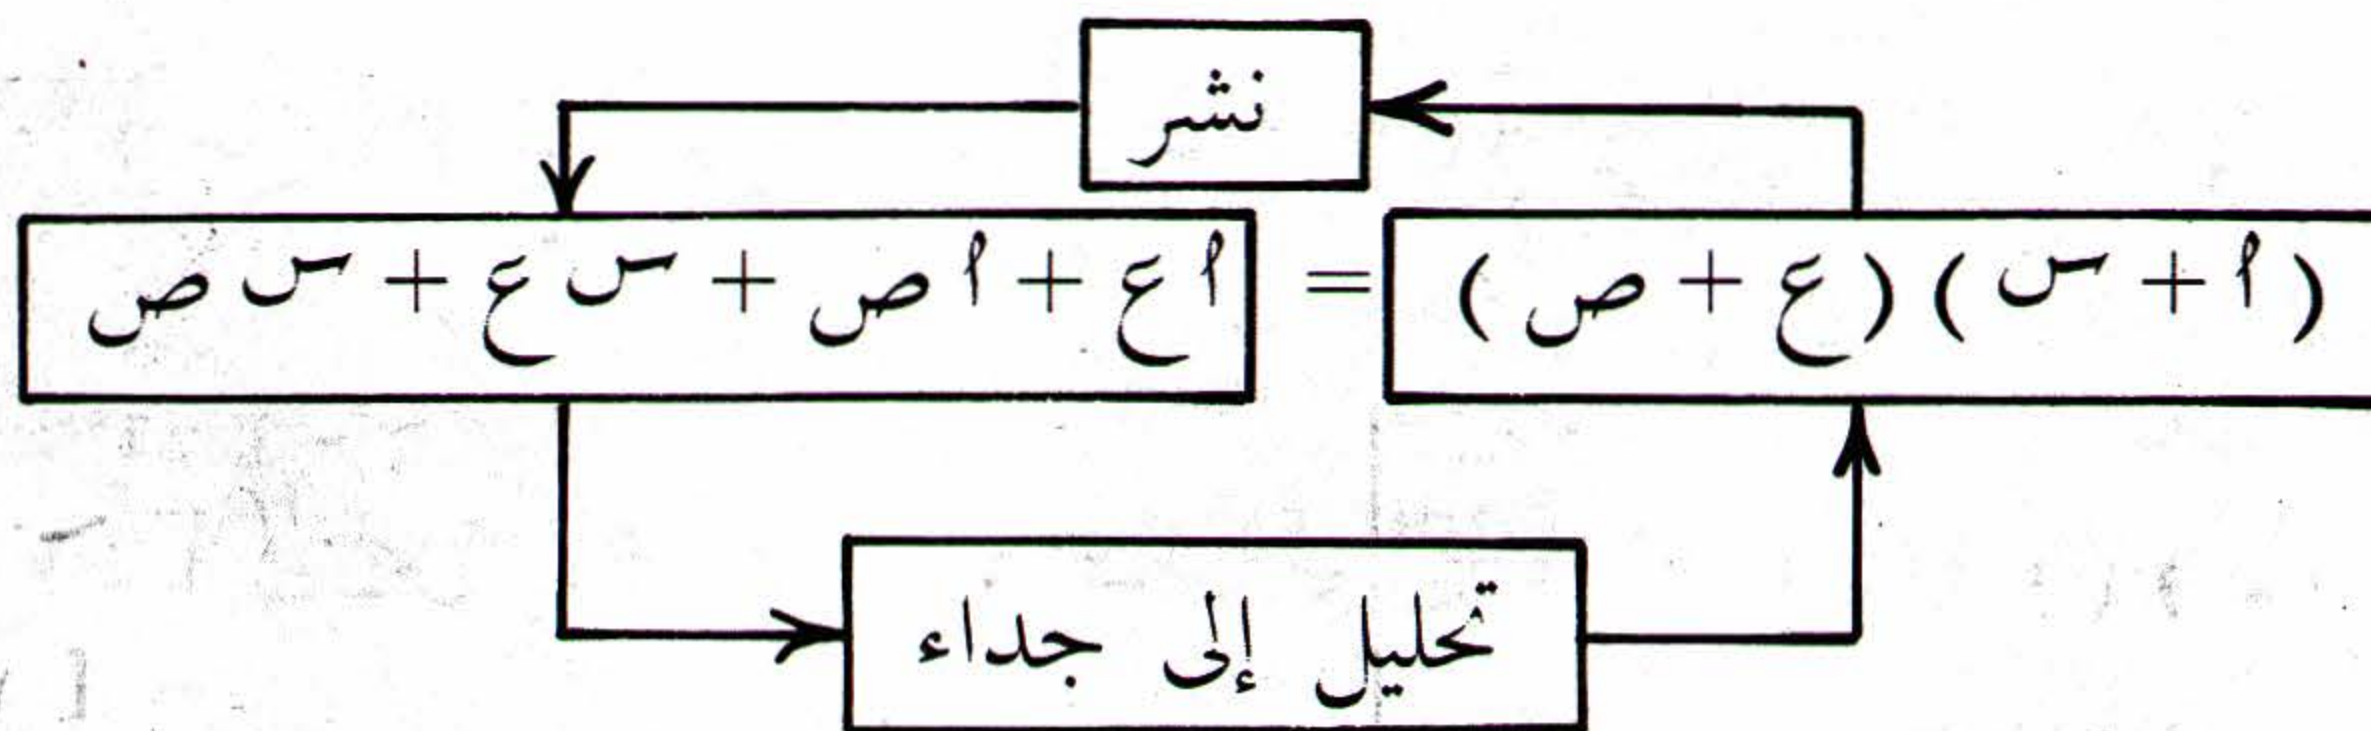 نشر
(أ + س) (ع + ص) = أ ع + أ ص + س ع + س ص
تحليل إلى جداء